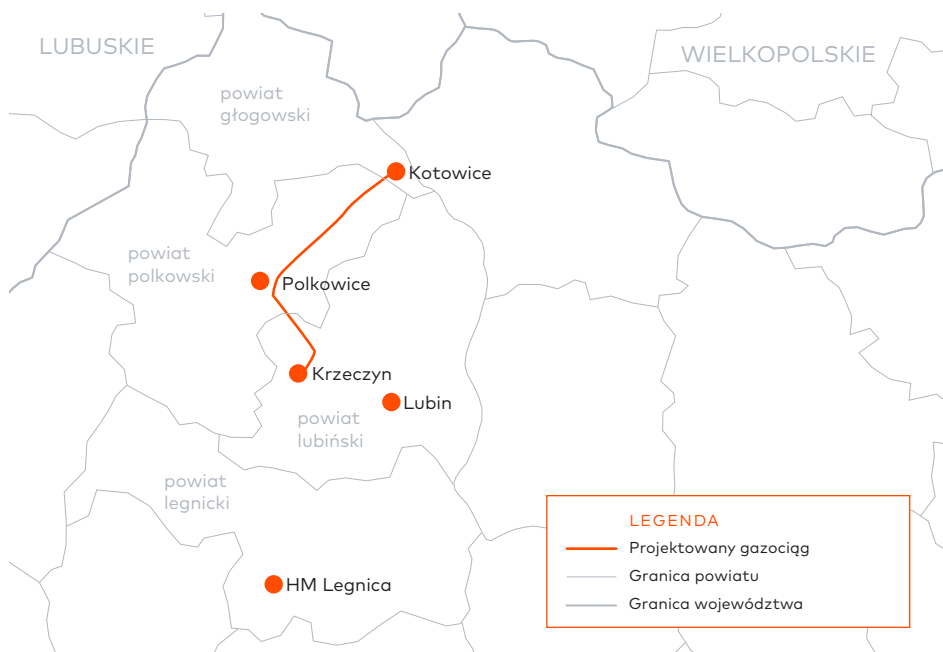 LUBUSKIE
WIELKOPOLSKIE
powiat
głogowski
Kotowice
powiat
polkowski
Polkowice
Krzeczyn
Lubin
powiat
lubiński
powiat
legnicki
HM Legnica
LEGENDA
Projektowany gazociąg
Granica powiatu
Granica województwa